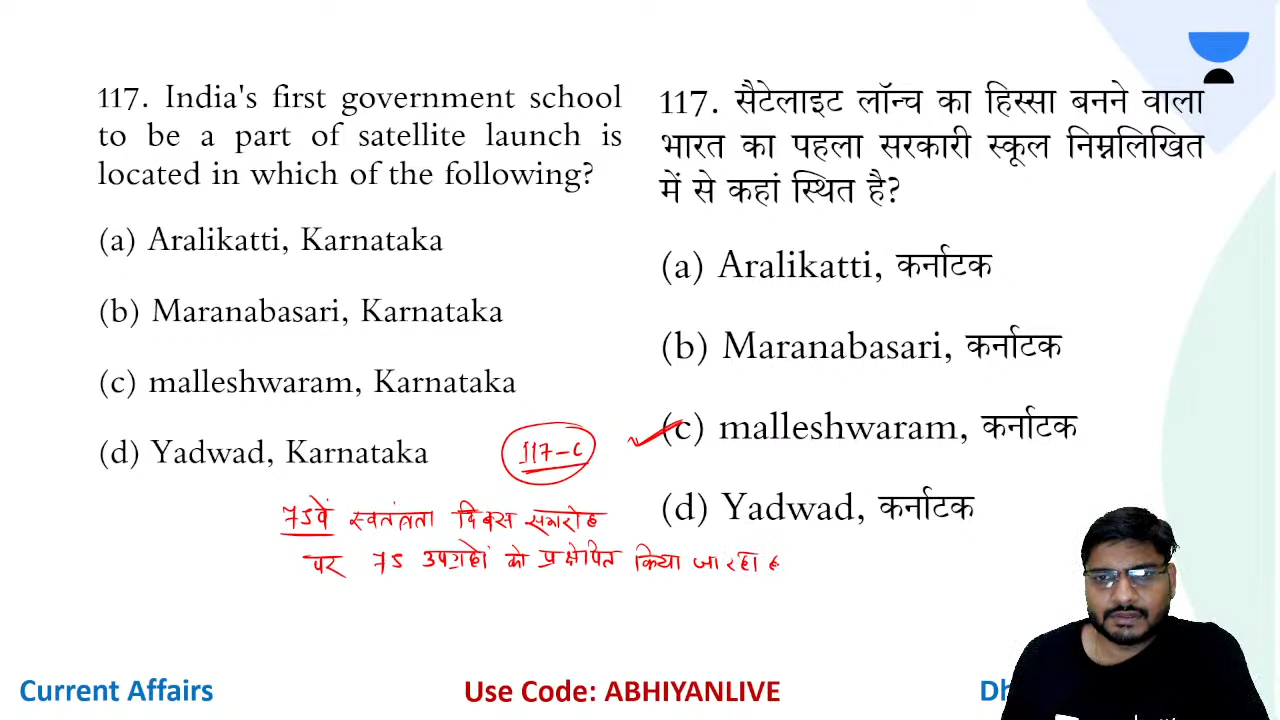 117. India's first government school
to be a part of satellite launch is
located in which of the following?
(a) Aralikatti, Karnataka
(b) Maranabasari, Karnataka
(c) malleshwaram, Karnataka
(d) Yadwad, Karnataka
117. सैटेलाइट लॉन्च का हिस्सा बनने वाला
भारत का पहला सरकारी स्कूल निम्नलिखित
में से कहां स्थित है?
(a) Aralikatti, कर्नाटक
(b) Maranabasari, कर्नाटक
(c) malleshwaram, कर्नाटक
(d) Yadwad, कर्नाटक
117-C
75वें स्वतंत्रता दिवस समारोह
पर 75 उपग्रहों को प्रक्षेपित किया जा रहा ह
Current Affairs
Use Code: ABHIYANLIVE
Dh